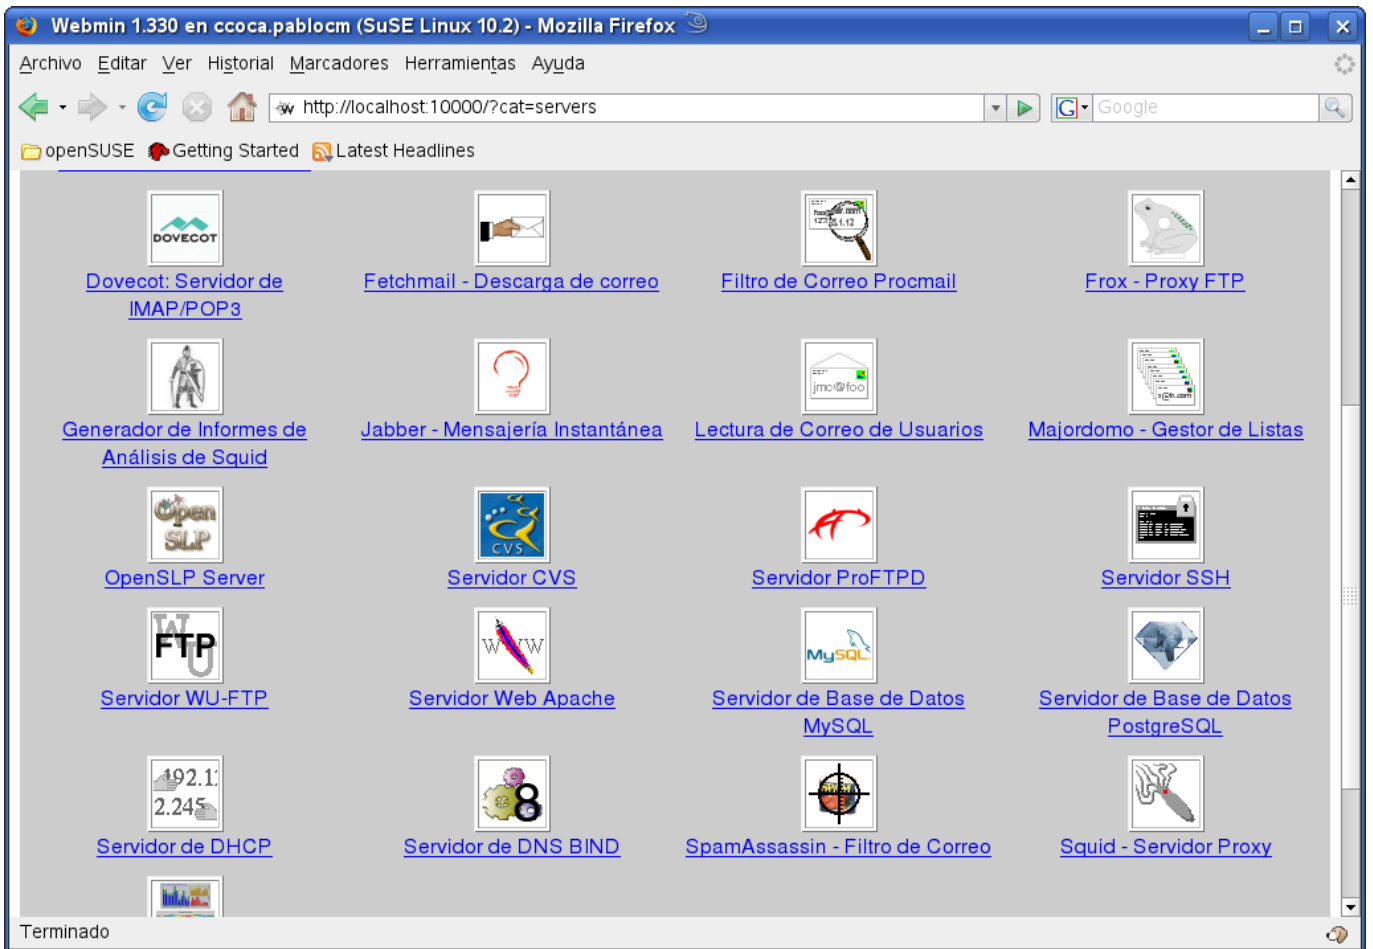 Webmin 1.330 en ccoca.pablocm (SuSE Linux 10.2) - Mozilla Firefox
Archivo Editar Ver Historial Marcadores Herramientas Ayuda
http://localhost:10000/?cat=servers
G Google
openSUSE Getting Started Latest Headlines
DOVECOT
Dovecot: Servidor de
IMAP/POP3
Fetchmail - Descarga de correo
Filtro de Correo Procmail
Frox - Proxy FTP
Generador de Informes de
Análisis de Squid
Jabber - Mensajería Instantánea
jmc@foo
Lectura de Correo de Usuarios
Majordomo - Gestor de Listas
Open
SLP
OpenSLP Server
CVS
Servidor CVS
Servidor ProFTPD
Servidor SSH
WU
FTP
Servidor WU-FTP
WWW
Servidor Web Apache
MySQL
Servidor de Base de Datos
MySQL
Servidor de Base de Datos
PostgreSQL
192.1
2.245
Servidor de DHCP
8
Servidor de DNS BIND
SpamAssassin - Filtro de Correo
Squid - Servidor Proxy
Terminado